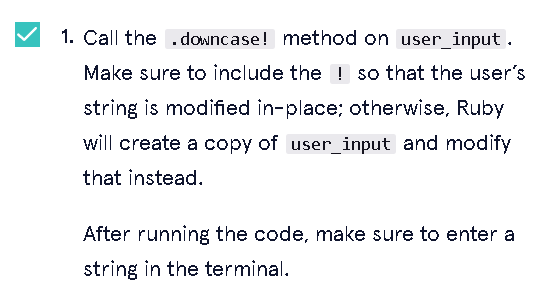 1. Call the .downcase! method on user_input.
Make sure to include the ! so that the user's
string is modified in-place; otherwise, Ruby
will create a copy of user_input and modify
that instead.
After running the code, make sure to enter a
string in the terminal.